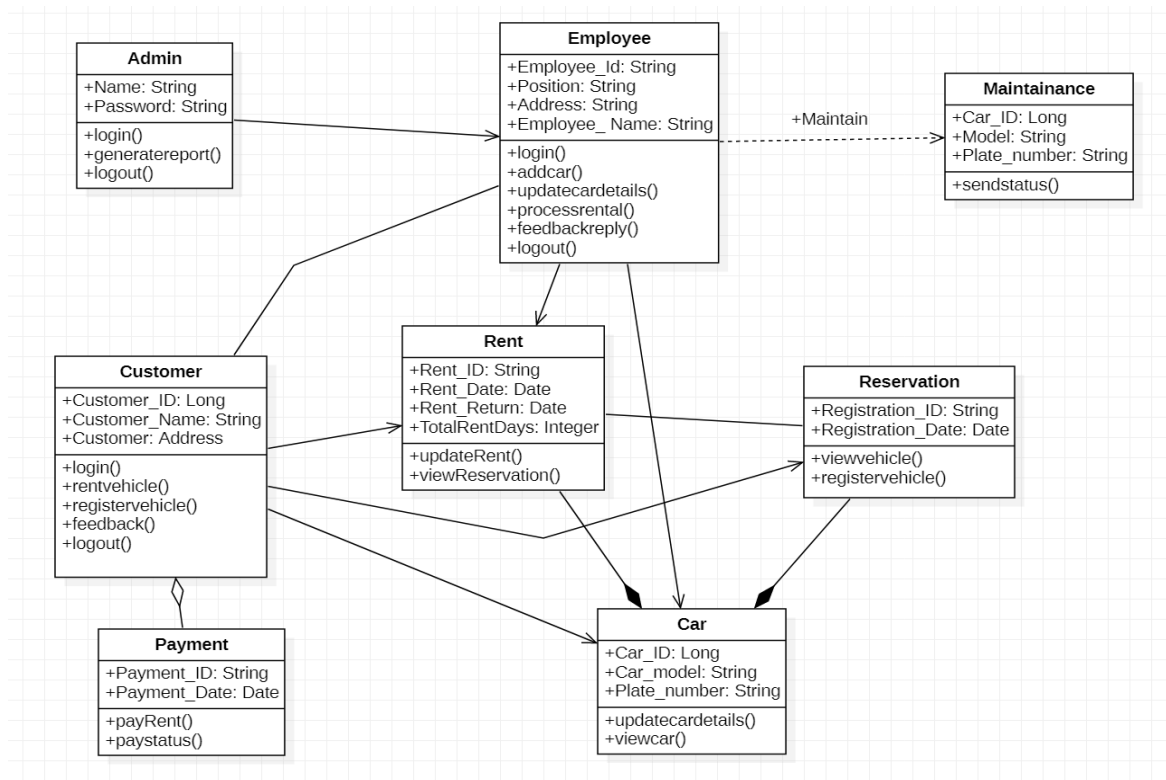 Admin
+Name: String
+Password: String
+login()
+generatereport()
+logout()
Employee
+Employee_Id: String
+Position: String
+Address: String
+Employee_ Name: String
+login()
+addcar()
+updatecardetails()
+processrental()
+feedbackreply()
+logout()
+Maintain
Maintainance
+Car_ID: Long
+Model: String
+Plate_number: String
+sendstatus()
Customer
+Customer_ID: Long
+Customer_Name: String
+Customer: Address
+login()
+rentvehicle()
+registervehicle()
+feedback()
+logout()
Rent
+Rent_ID: String
+Rent_Date: Date
+Rent_Return: Date
+TotalRentDays: Integer
+updateRent()
+viewReservation()
Reservation
+Registration_ID: String
+Registration_Date: Date
+viewvehicle()
+registervehicle()
Payment
+Payment_ID: String
+Payment_Date: Date
+payRent()
+paystatus()
Car
+Car_ID: Long
+Car_model: String
+Plate_number: String
+updatecardetails()
+viewcar()